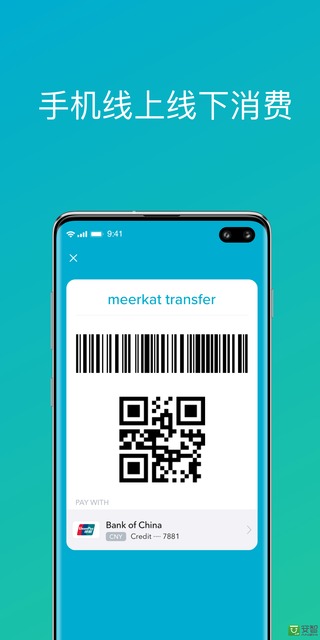 手机线上线下消费
9:41
meerkat transfer
PAY WITH
Bank of China
CNY Credit — 7881
安智